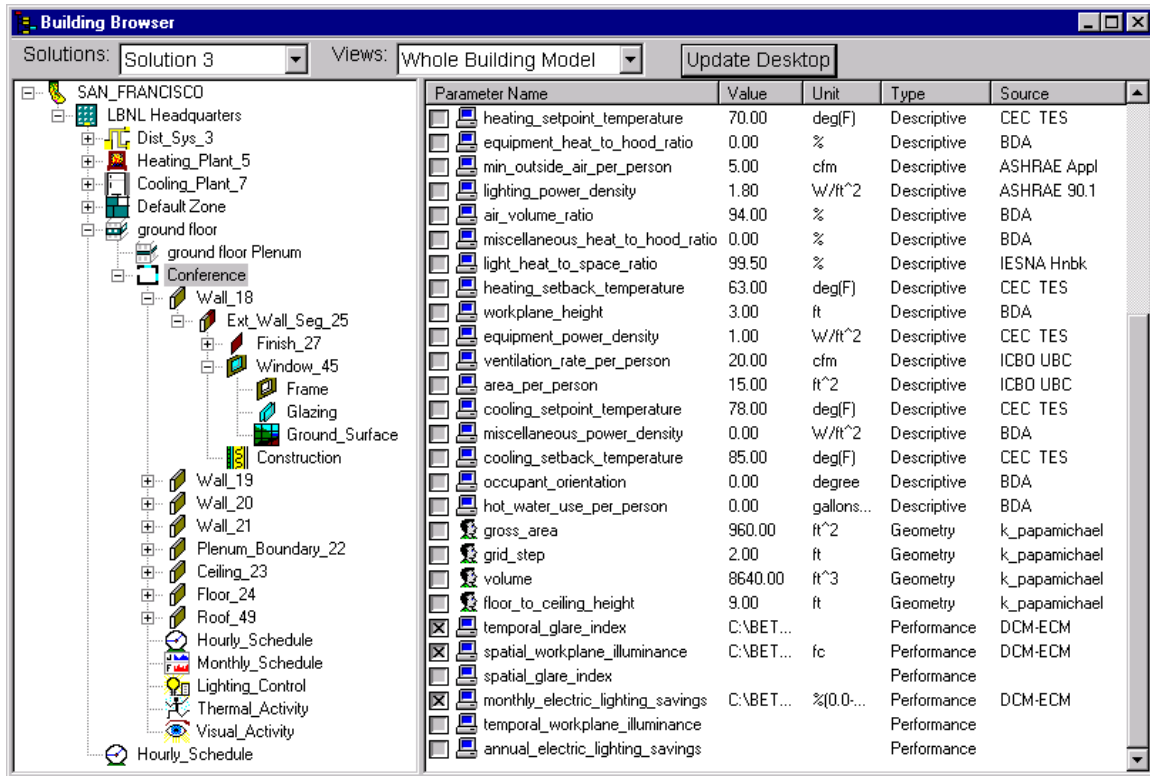 Building Browser
Solutions: Solution 3 Views: Whole Building Model Update Desktop
SAN_FRANCISCO
LBNL Headquarters
Dist_Sys_3
Heating_Plant_5
Cooling_Plant_7
Default Zone
ground floor
ground floor Plenum
Conference
Wall_18
Ext_Wall_Seg_25
Finish_27
Window_45
Frame
Glazing
Ground_Surface
Construction
Wall_19
Wall_20
Wall_21
Plenum_Boundary_22
Ceiling_23
Floor_24
Roof_49
Hourly_Schedule
Monthly_Schedule
Lighting_Control
Thermal_Activity
Visual_Activity
Hourly_Schedule
Parameter Name Value Unit Type Source
heating_setpoint_temperature 70.00 deg(F) Descriptive CEC TES
equipment_heat_to_hood_ratio 0.00 % Descriptive BDA
min_outside_air_per_person 5.00 cfm Descriptive ASHRAE Appl
lighting_power_density 1.80 W/ft^2 Descriptive ASHRAE 90.1
air_volume_ratio 94.00 % Descriptive BDA
miscellaneous_heat_to_hood_ratio 0.00 % Descriptive BDA
light_heat_to_space_ratio 99.50 % Descriptive IESNA Hnbk
heating_setback_temperature 63.00 deg(F) Descriptive CEC TES
workplane_height 3.00 ft Descriptive BDA
equipment_power_density 1.00 W/ft^2 Descriptive CEC TES
ventilation_rate_per_person 20.00 cfm Descriptive ICBO UBC
area_per_person 15.00 ft^2 Descriptive ICBO UBC
cooling_setpoint_temperature 78.00 deg(F) Descriptive CEC TES
miscellaneous_power_density 0.00 W/ft^2 Descriptive BDA
cooling_setback_temperature 85.00 deg(F) Descriptive CEC TES
occupant_orientation 0.00 degree Descriptive BDA
hot_water_use_per_person 0.00 gallons... Descriptive BDA
gross_area 960.00 ft^2 Geometry k_papamichael
grid_step 2.00 ft Geometry k_papamichael
volume 8640.00 ft^3 Geometry k_papamichael
floor_to_ceiling_height 9.00 ft Geometry k_papamichael
temporal_glare_index C:\BET... Performance DCM-ECM
spatial_workplane_illuminance C:\BET... fc Performance DCM-ECM
spatial_glare_index Performance
monthly_electric_lighting_savings C:\BET... %(0.0-... Performance DCM-ECM
temporal_workplane_illuminance Performance
annual_electric_lighting_savings Performance